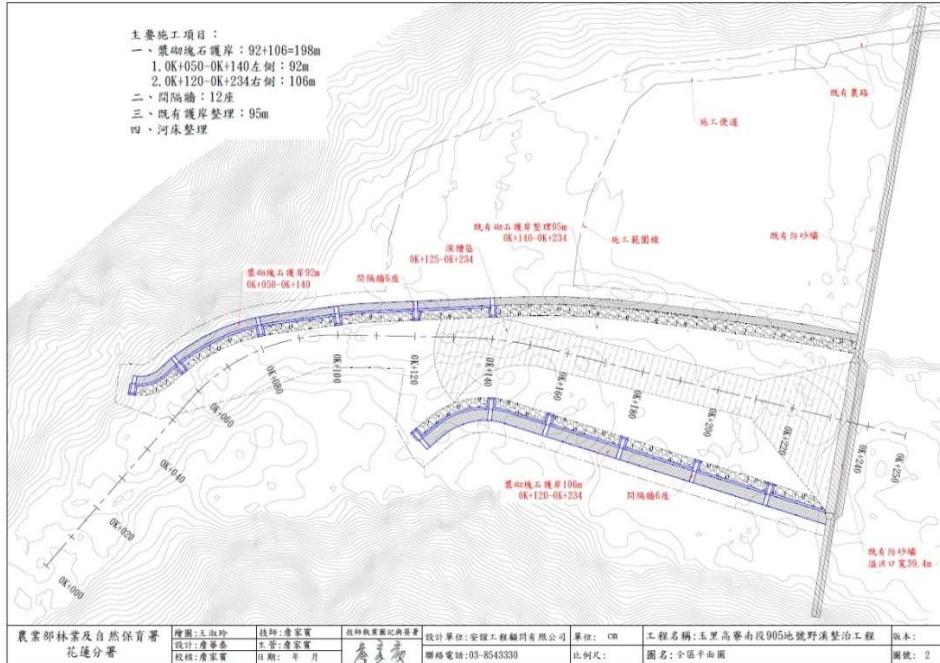 主要施工項目：
一、漿砌塊石護岸：92+106=198m
1.0K+050-0K+140左側：92m
2.0K+120-0K+234右側：106m
二、間隔牆：12座
三、既有護岸整理：95m
四、河床整理
既有農路
施工便道
既有砌石護岸整理95m
0K+140-0K+234
施工範圍線
既有防砂壩
深槽區
0K+125-0K+234
漿砌塊石護岸92m
0K+050-0K+140
間隔牆6座
0K+000
0K+020
0K+040
0K+060
0K+080
0K+100
0K+120
0K+140
0K+160
0K+180
0K+200
0K+220
0K+240
0K+250
漿砌塊石護岸106m
0K+120-0K+234
間隔牆6座
既有防砂壩
溢洪口寬39.4m
農業部林業及自然保育署
花蓮分署
繪圖:王淑玲
設計:詹華泰
校核:詹家賓
技師:詹家賓
主管:詹家賓
日期: 年 月
技師執業圖記與簽署
設計單位:安誼工程顧問有限公司
聯絡電話:03-8543330
單位: cm
比例尺:
工程名稱:玉里高寮南段905地號野溪整治工程
圖名:全區平面圖
版本:
圖號: 2